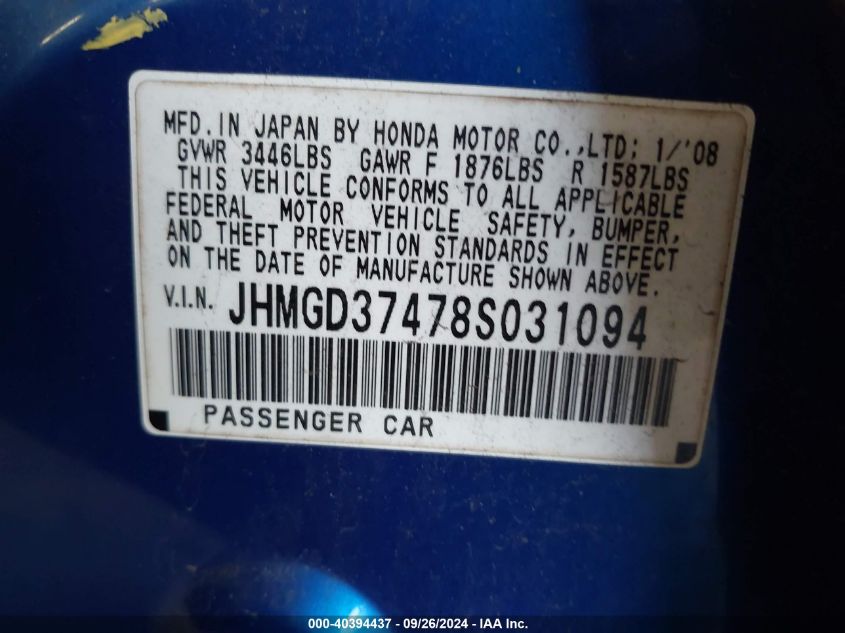 MFD. IN JAPAN BY HONDA MOTOR CO.,LTD; 1/'08
GVWR 3446LBS GAWR F 1876LBS R 1587LBS
THIS VEHICLE CONFORMS TO ALL APPLICABLE
FEDERAL MOTOR VEHICLE SAFETY, BUMPER,
AND THEFT PREVENTION STANDARDS IN EFFECT
ON THE DATE OF MANUFACTURE SHOWN ABOVE.
V.I.N. JHMGD37478S031094
PASSENGER CAR
000-40394437 - 09/26/2024 - IAA Inc.